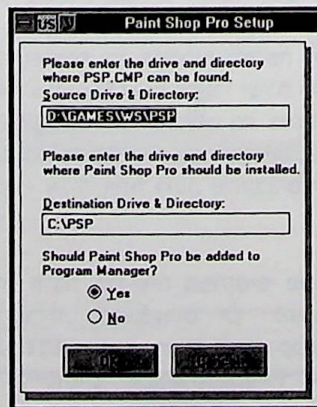 US Paint Shop Pro Setup
Please enter the drive and directory
where PSP.CMP can be found.
Source Drive & Directory:
D:\GAMES\WS\PSP
Please enter the drive and directory
where Paint Shop Pro should be installed.
Destination Drive & Directory:
C:\PSP
Should Paint Shop Pro be added to
Program Manager?
Yes
No